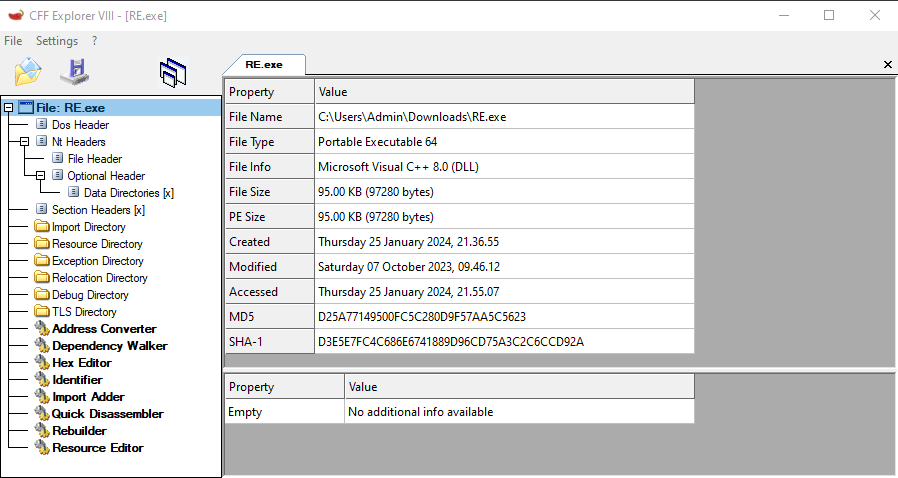 CFF Explorer VIII - [RE.exe]
File Settings ?
RE.exe
File: RE.exe
Dos Header
Nt Headers
File Header
Optional Header
Data Directories [x]
Section Headers [x]
Import Directory
Resource Directory
Exception Directory
Relocation Directory
Debug Directory
TLS Directory
Address Converter
Dependency Walker
Hex Editor
Identifier
Import Adder
Quick Disassembler
Rebuilder
Resource Editor
Property Value
File Name C:\Users\Admin\Downloads\RE.exe
File Type Portable Executable 64
File Info Microsoft Visual C++ 8.0 (DLL)
File Size 95.00 KB (97280 bytes)
PE Size 95.00 KB (97280 bytes)
Created Thursday 25 January 2024, 21.36.55
Modified Saturday 07 October 2023, 09.46.12
Accessed Thursday 25 January 2024, 21.55.07
MD5 D25A77149500FC5C280D9F57AA5C5623
SHA-1 D3E5E7FC4C686E6741889D96CD75A3C2C6CCD92A
Property Value
Empty No additional info available